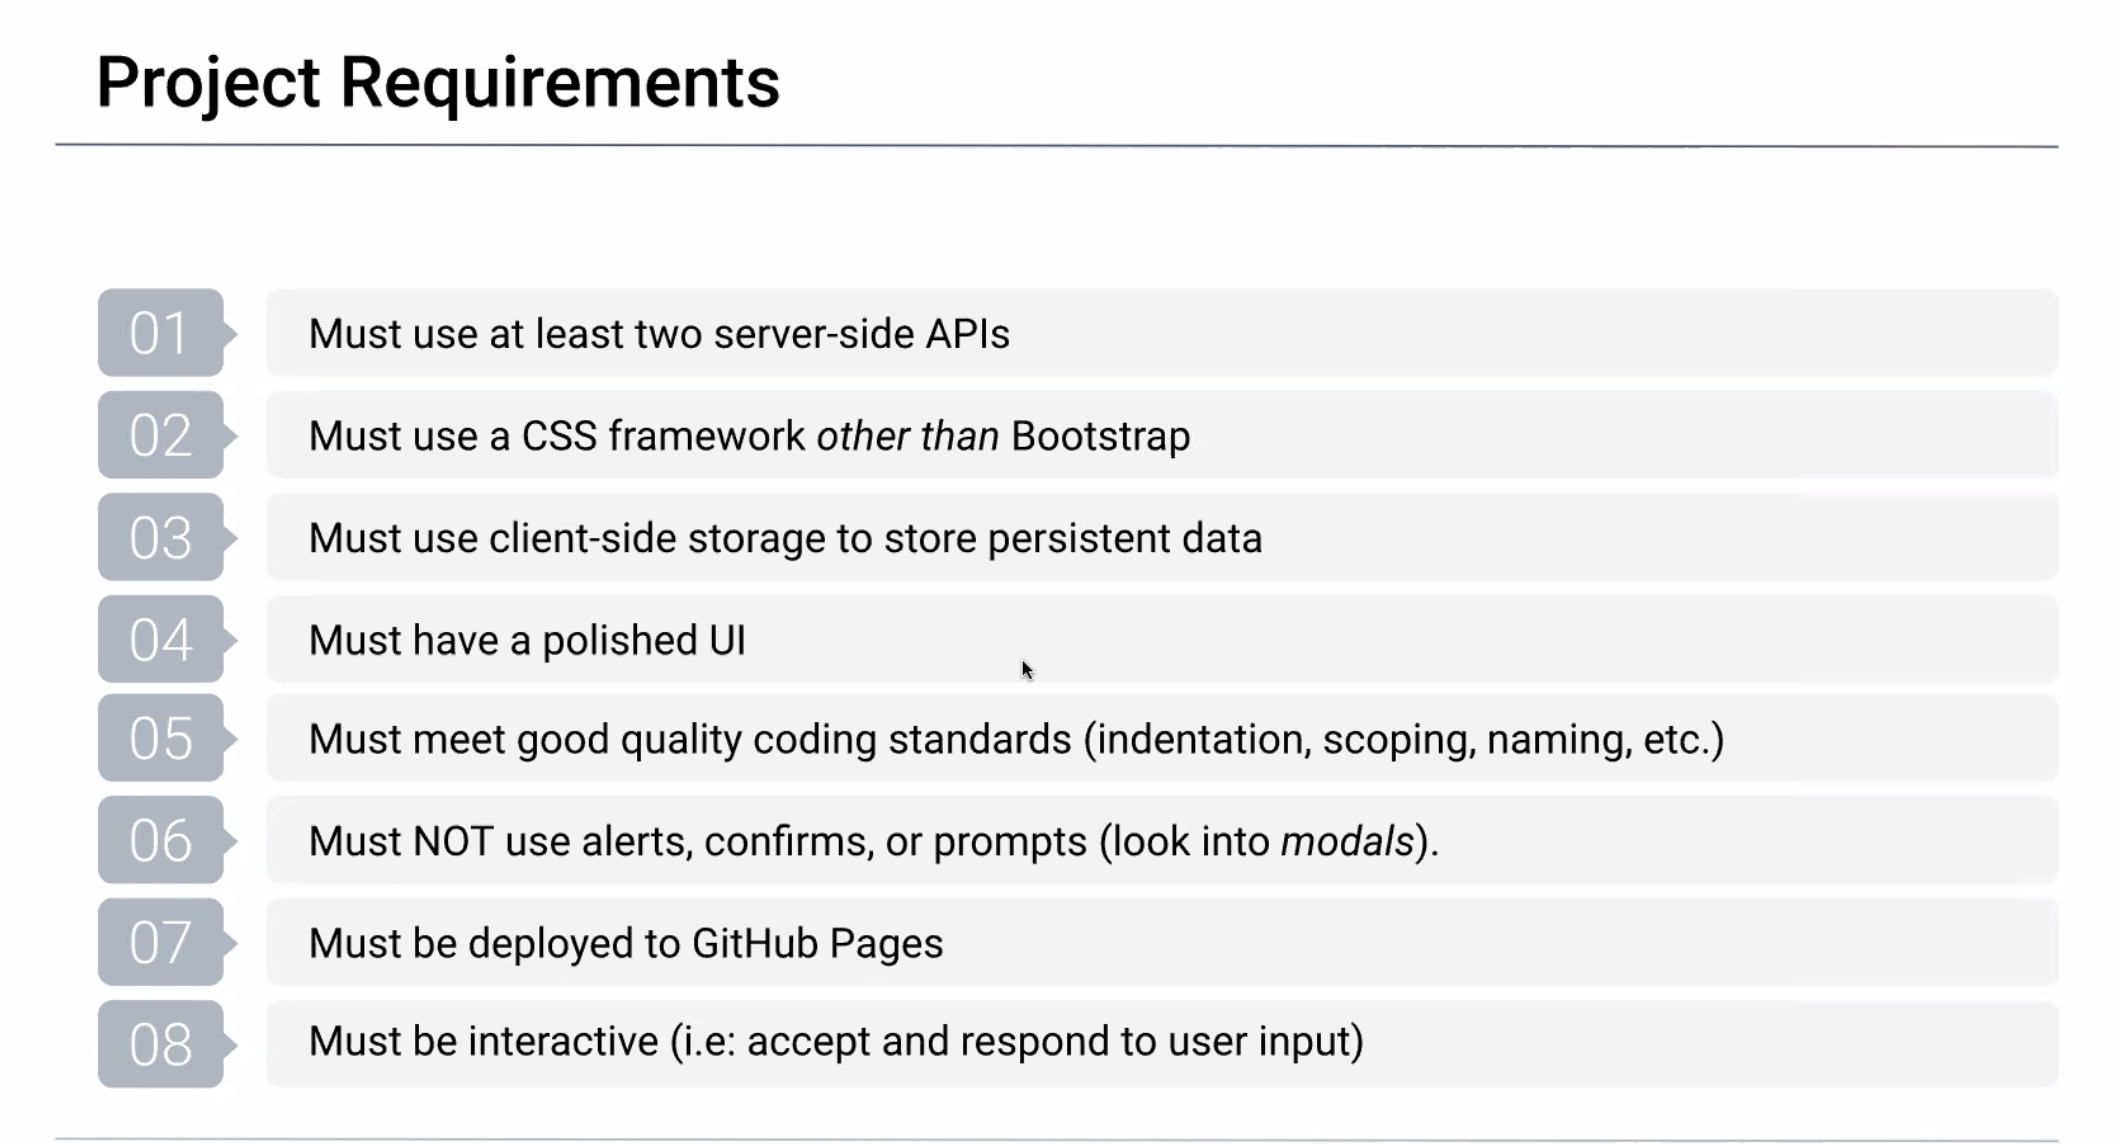 Project Requirements
01 Must use at least two server-side APIs
02 Must use a CSS framework other than Bootstrap
03 Must use client-side storage to store persistent data
04 Must have a polished UI
05 Must meet good quality coding standards (indentation, scoping, naming, etc.)
06 Must NOT use alerts, confirms, or prompts (look into modals).
07 Must be deployed to GitHub Pages
08 Must be interactive (i.e: accept and respond to user input)